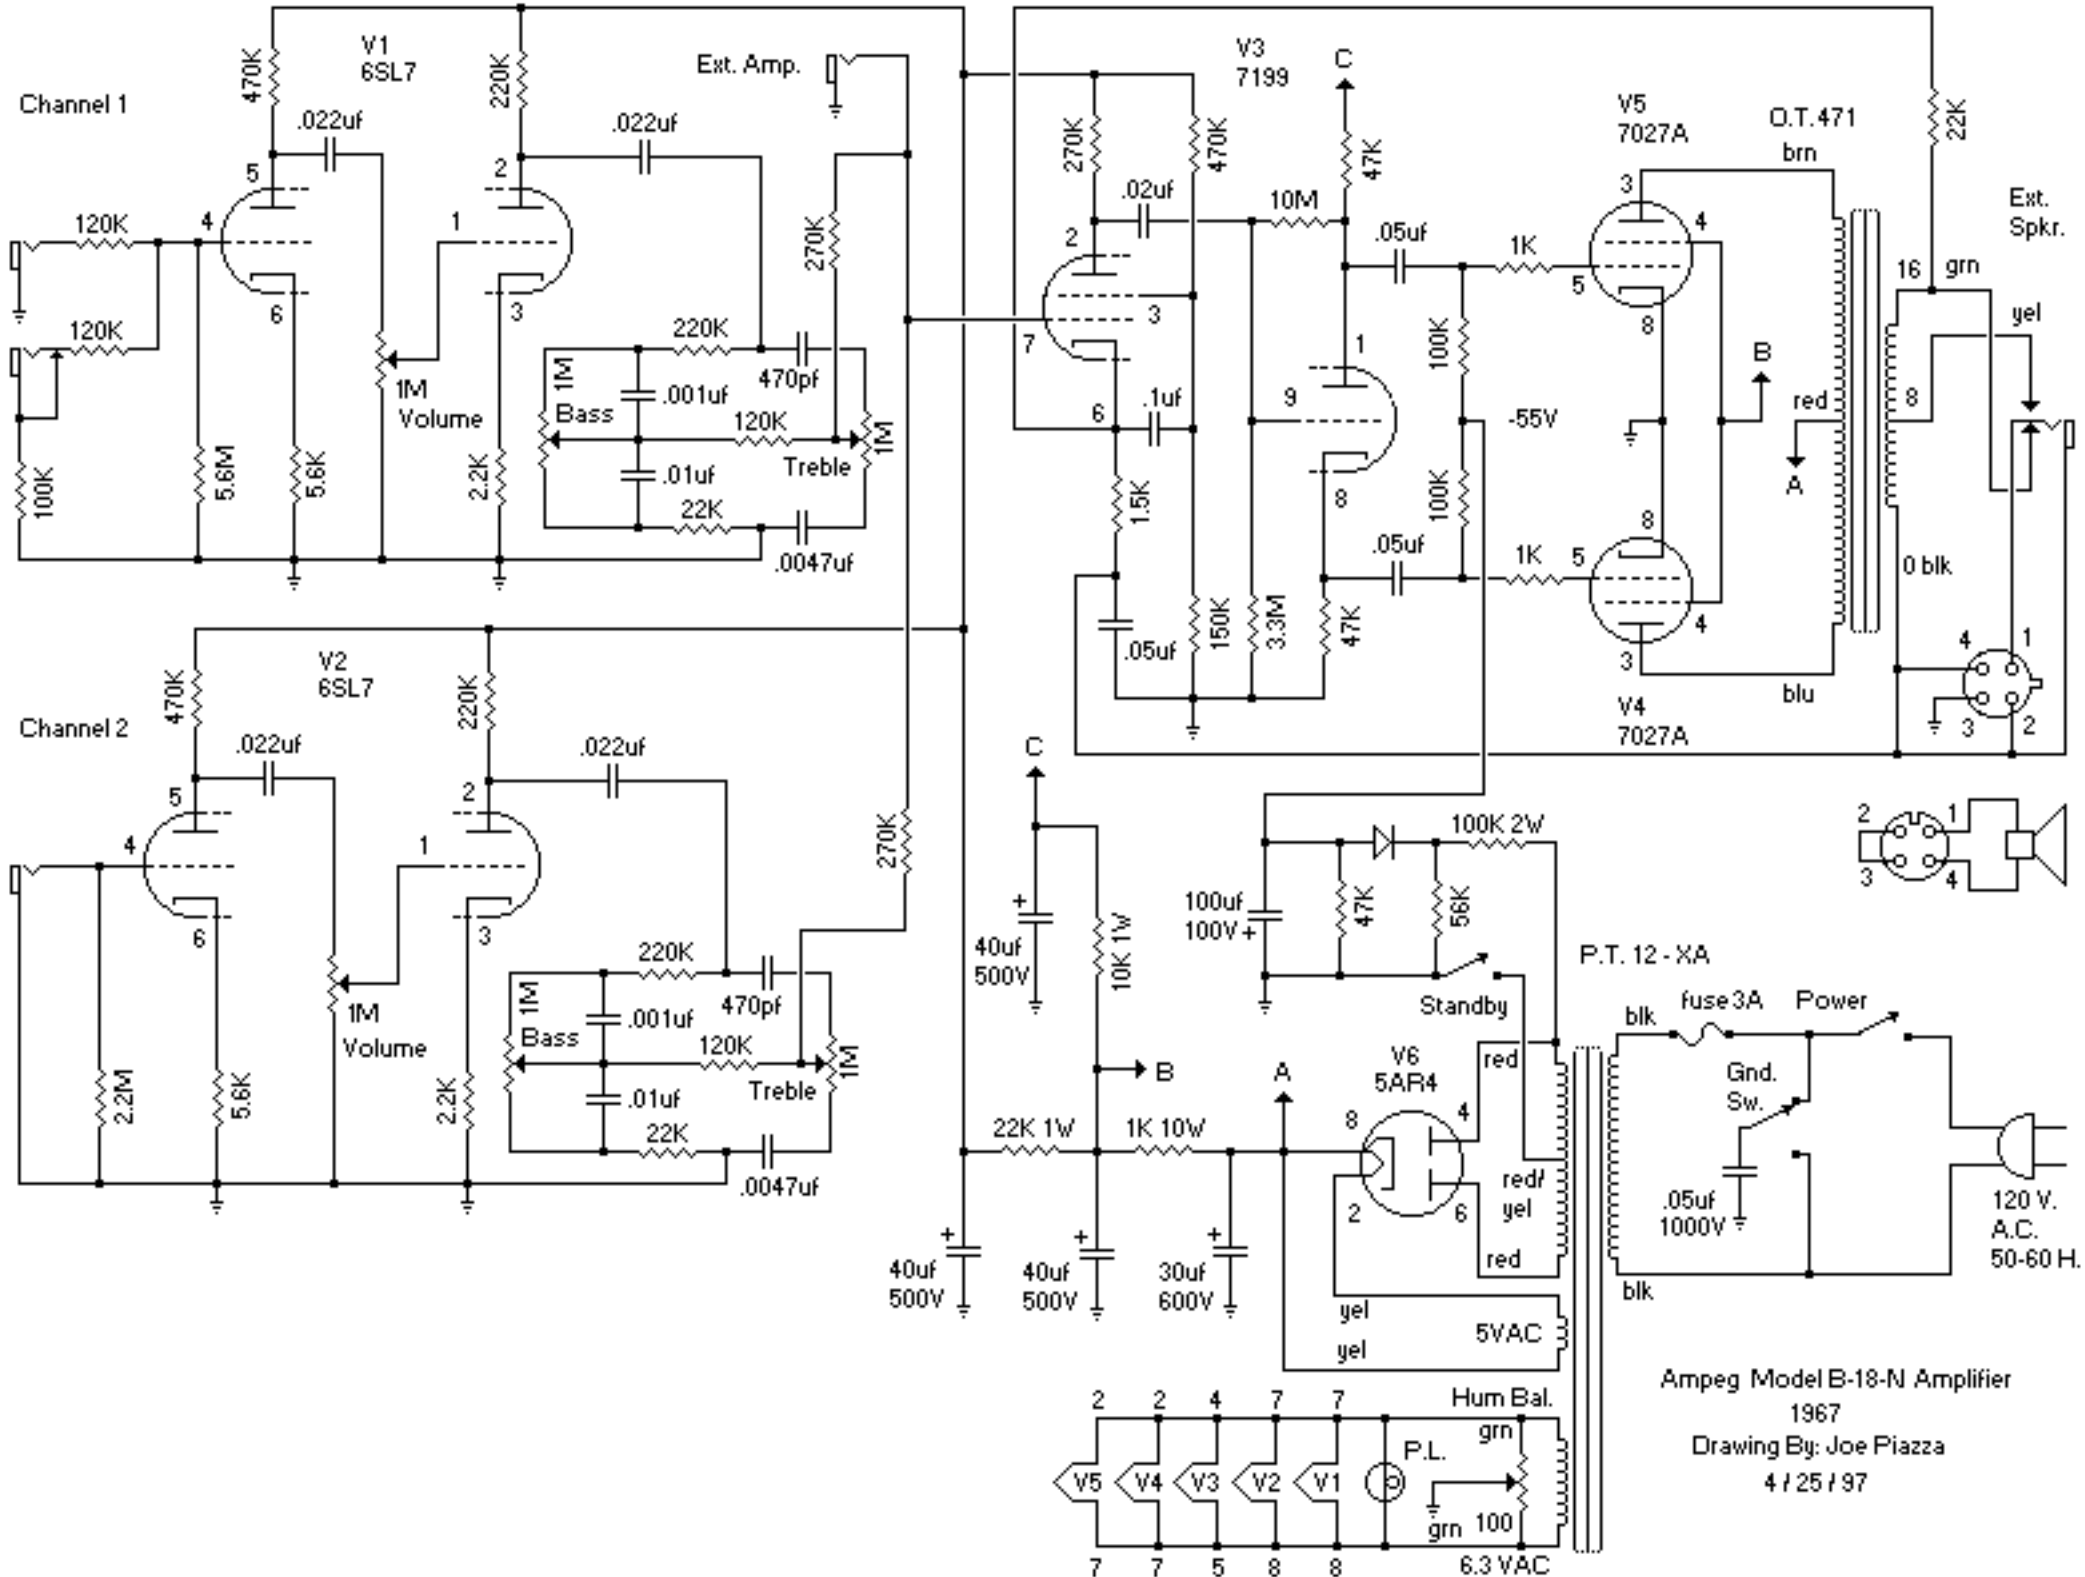 Channel 1
470K
V1
6SL7
220K
Ext. Amp.
.022uf
.022uf
5
4
6
2
1
3
120K
120K
100K
5.6M
5.6K
1M
Volume
2.2K
270K
220K
470pf
1M
Bass
.001uf
120K
Treble
1M
.01uf
22K
.0047uf
V3
7199
C
270K
470K
47K
.02uf
10M
2
3
7
6
.1uf
9
1
8
1.5K
.05uf
150K
3.3M
47K
.05uf
.05uf
100K
100K
-55V
1K
1K
V5
7027A
3
4
5
8
8
5
4
3
V4
7027A
O.T. 471
brn
red
A
B
blu
22K
Ext.
Spkr.
16
grn
yel
8
0 blk
4
1
3
2
Channel 2
470K
V2
6SL7
220K
.022uf
.022uf
5
4
6
2
1
3
2.2M
5.6K
1M
Volume
2.2K
270K
220K
470pf
1M
Bass
.001uf
120K
Treble
1M
.01uf
22K
.0047uf
C
+
40uf
500V
10K 1W
B
22K 1W
1K 10W
A
+
40uf
500V
+
40uf
500V
+
30uf
600V
100uf
100V +
47K
56K
100K 2W
Standby
2
1
3
4
P.T. 12 - XA
V6
5AR4
8
4
2
6
red
red/
yel
red
yel
yel
5VAC
blk
fuse 3A
Power
Gnd.
Sw.
.05uf
1000V
blk
120 V.
A.C.
50-60 H.
2
2
4
7
7
Hum Bal.
grn
P.L.
V5
V4
V3
V2
V1
grn
100
7
7
5
8
8
6.3 VAC
Ampeg Model B-18-N Amplifier
1967
Drawing By: Joe Piazza
4 / 25 / 97